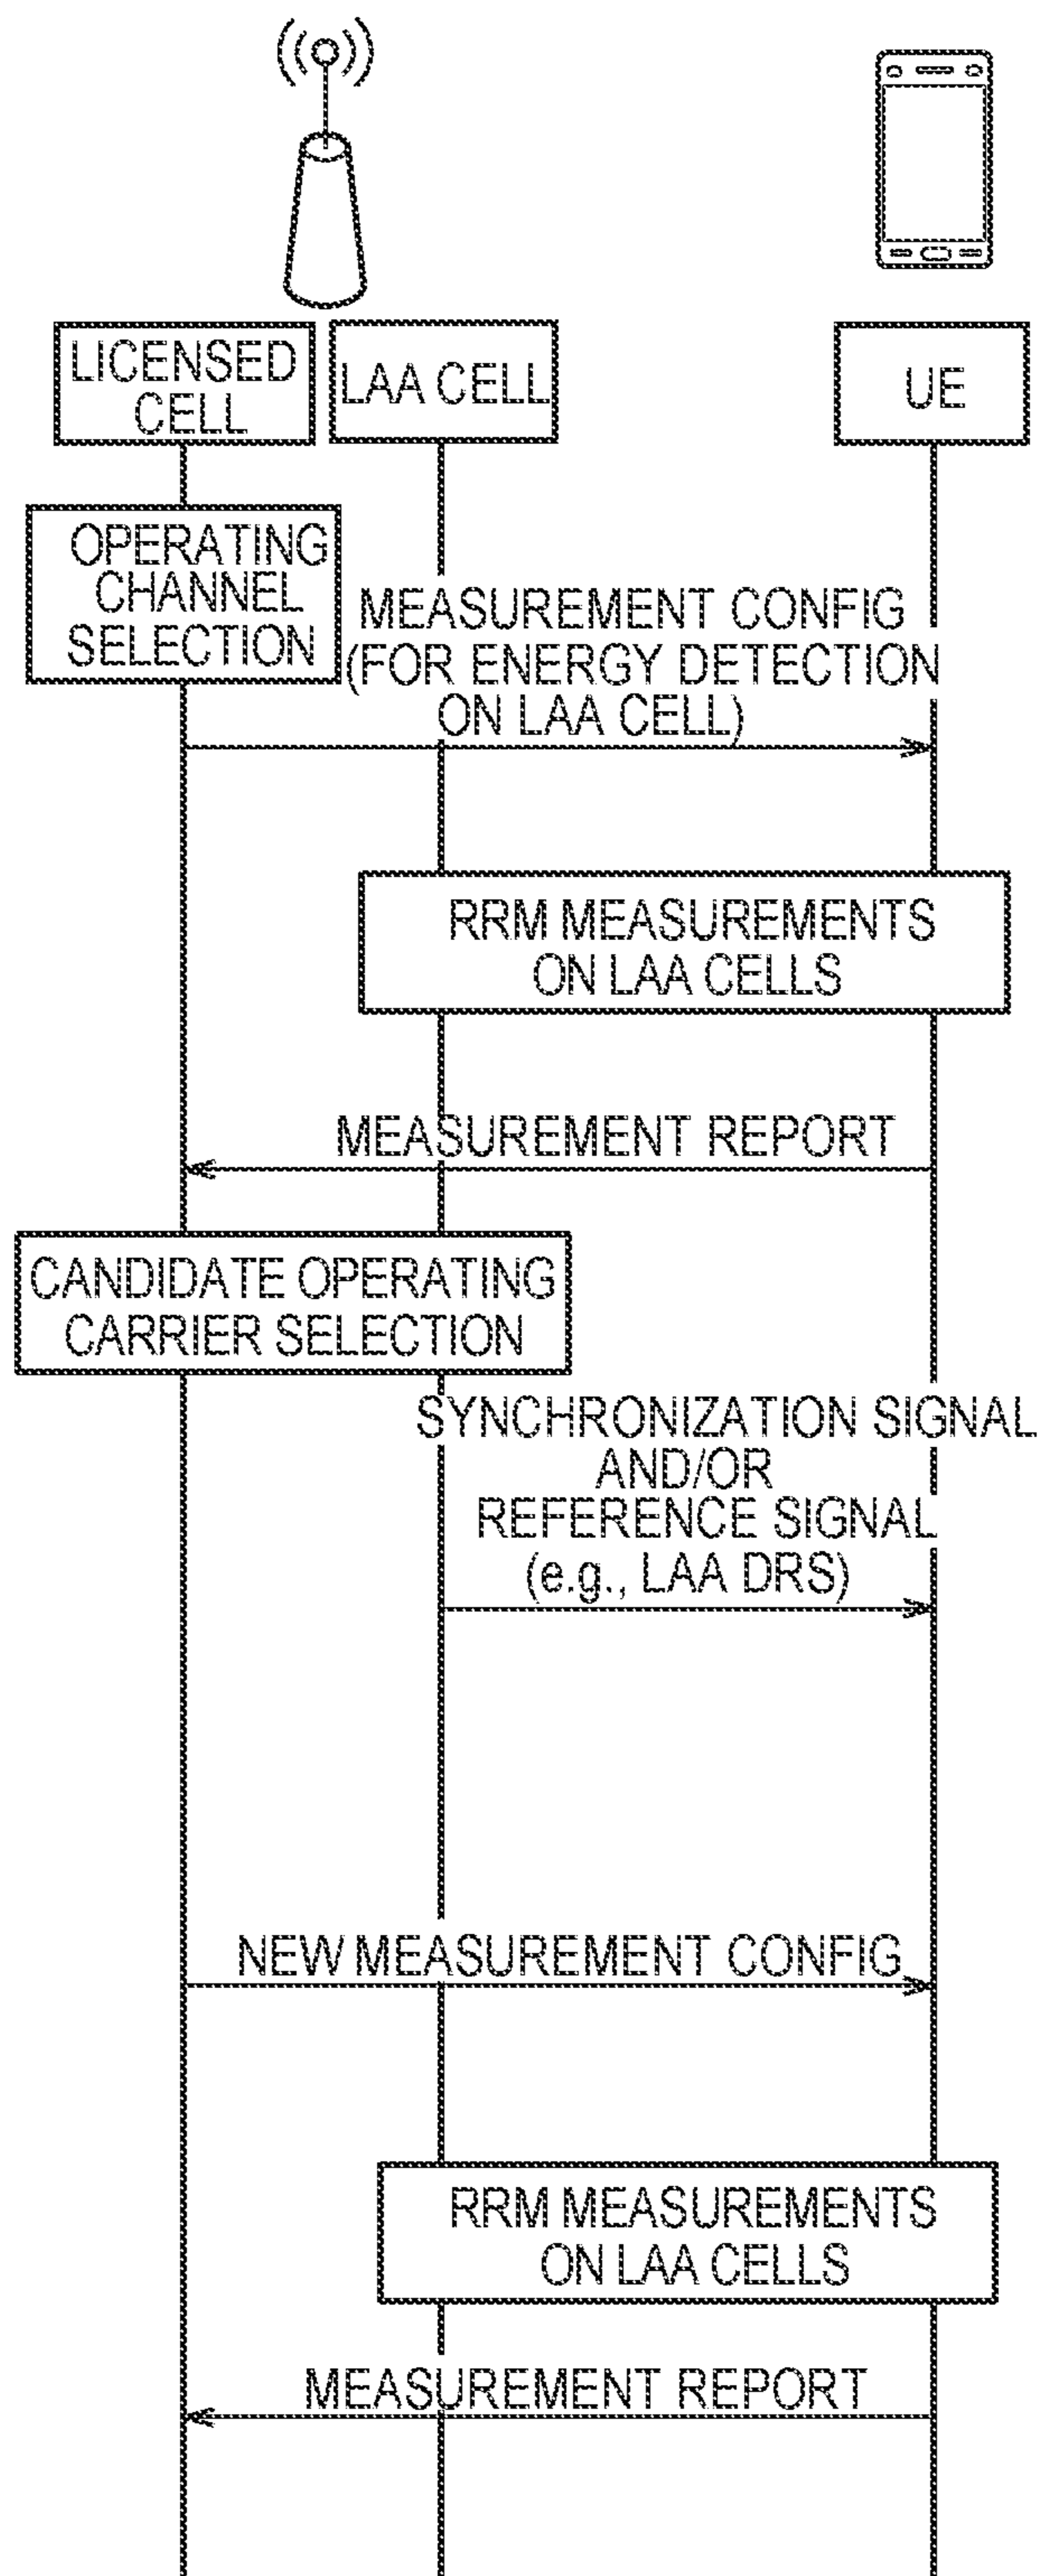 LICENSED
CELL
LAA CELL
UE
OPERATING
CHANNEL
SELECTION
MEASUREMENT CONFIG
(FOR ENERGY DETECTION
ON LAA CELL)
RRM MEASUREMENTS
ON LAA CELLS
MEASUREMENT REPORT
CANDIDATE OPERATING
CARRIER SELECTION
SYNCHRONIZATION SIGNAL
AND/OR
REFERENCE SIGNAL
(e.g., LAA DRS)
NEW MEASUREMENT CONFIG
RRM MEASUREMENTS
ON LAA CELLS
MEASUREMENT REPORT